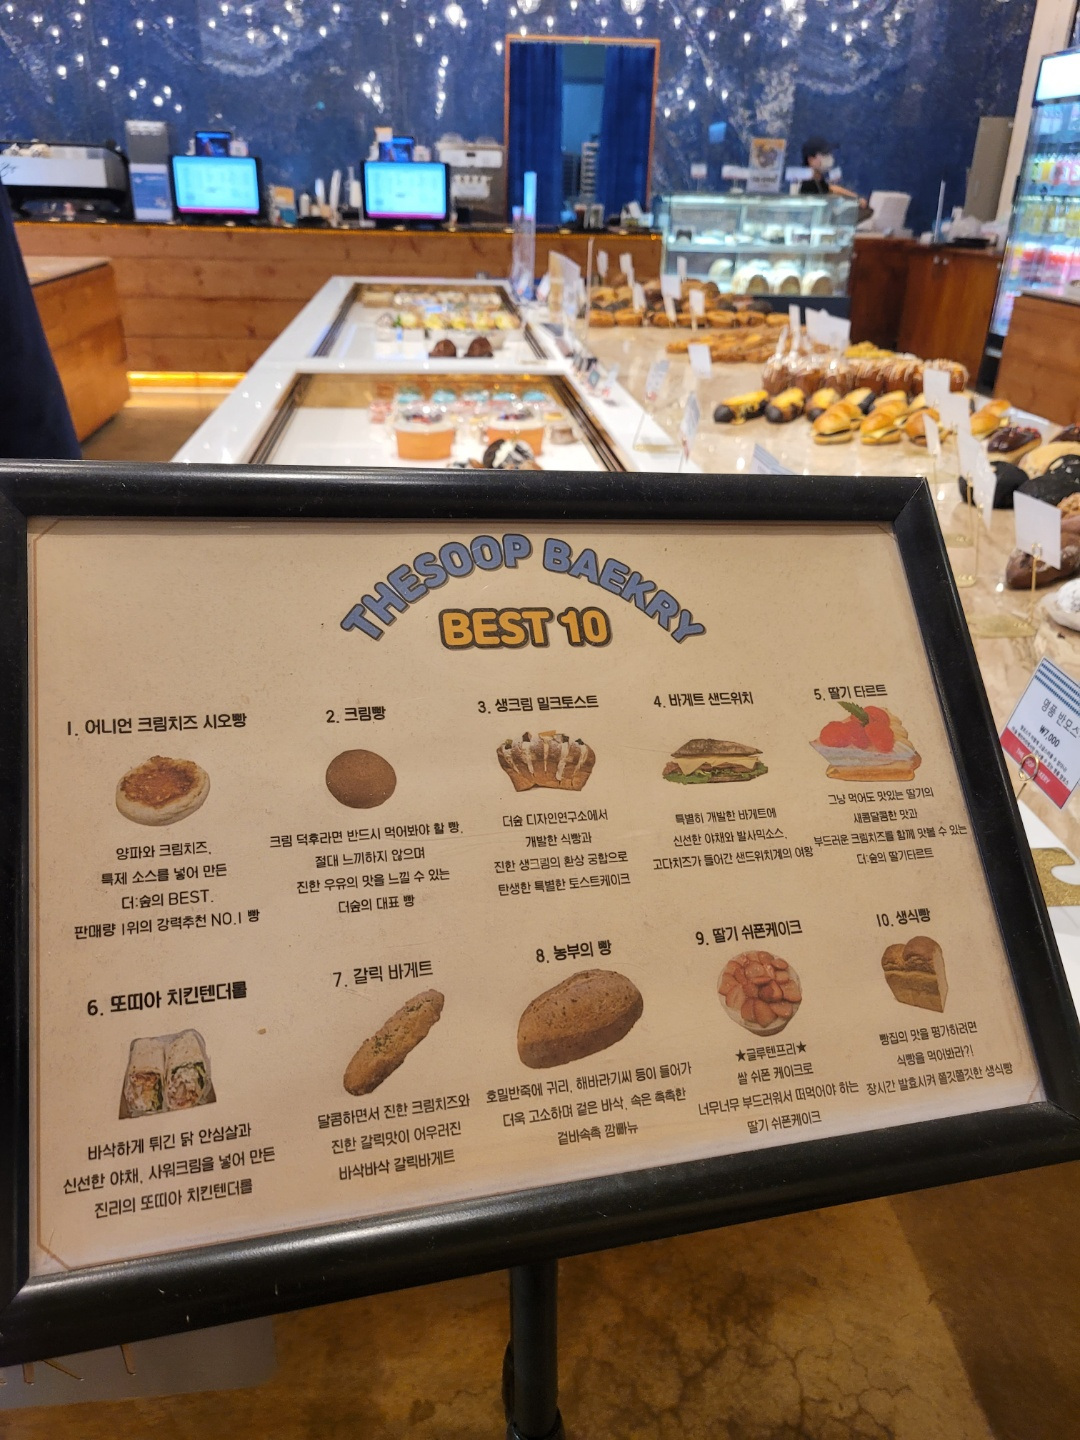 THESOOP BAEKRY
BEST 10
1. 어니언 크림치즈 시오빵
양파와 크림치즈,
특제 소스를 넣어 만든
더:숲의 BEST.
판매량 1위의 강력추천 NO.1 빵
2. 크림빵
크림 덕후라면 반드시 먹어봐야 할 빵.
절대 느끼하지 않으며
진한 우유의 맛을 느낄 수 있는
더숲의 대표 빵
3. 생크림 밀크토스트
더숲 디자인연구소에서
개발한 식빵과
진한 생크림의 환상 궁합으로
탄생한 특별한 토스트케이크
4. 바게트 샌드위치
특별히 개발한 바게트에
신선한 야채와 발사믹소스,
고다치즈가 들어간 샌드위치계의 여왕
5. 딸기 타르트
그냥 먹어도 맛있는 딸기의
새콤달콤한 맛과
부드러운 크림치즈를 함께 맛볼 수 있는
더:숲의 딸기타르트
6. 또띠아 치킨텐더롤
바삭하게 튀긴 닭 안심살과
신선한 야채, 사워크림을 넣어 만든
진리의 또띠아 치킨텐더롤
7. 갈릭 바게트
달콤하면서 진한 크림치즈와
진한 갈릭맛이 어우러진
바삭바삭 갈릭바게트
8. 농부의 빵
호밀반죽에 귀리, 해바라기씨 등이 들어가
더욱 고소하며 겉은 바삭, 속은 촉촉한
겉바속촉 깜빠뉴
9. 딸기 쉬폰케이크
★글루텐프리★
쌀 쉬폰 케이크로
너무너무 부드러워서 떠먹어야 하는
딸기 쉬폰케이크
10. 생식빵
빵집의 맛을 평가하려면
식빵을 먹어봐라?!
장시간 발효시켜 쫄깃쫄깃한 생식빵
명품 반모스
₩7,000